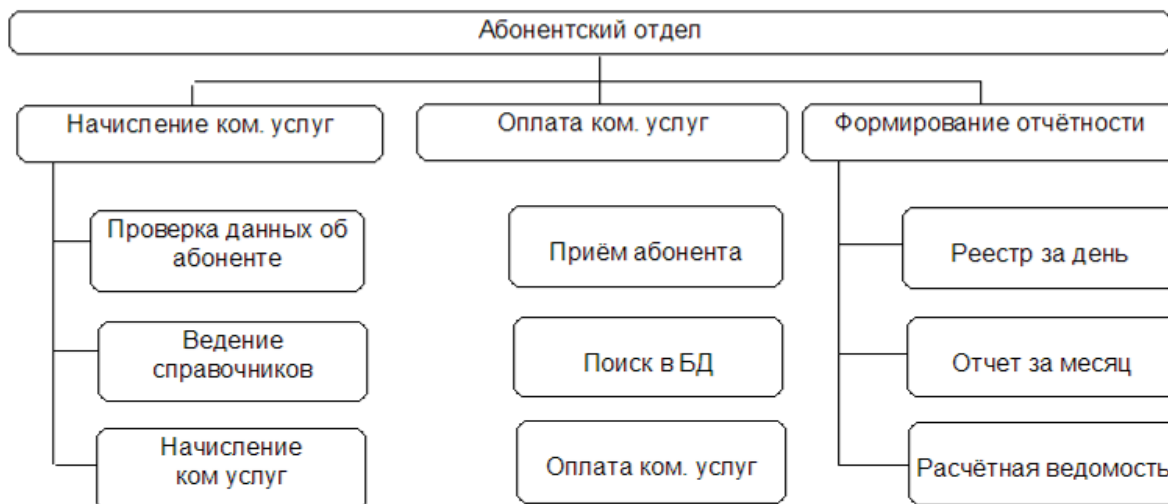 Абонентский отдел
Начисление ком. услуг
Оплата ком. услуг
Формирование отчётности
Проверка данных об
абоненте
Приём абонента
Реестр за день
Ведение
справочников
Поиск в БД
Отчет за месяц
Начисление
ком услуг
Оплата ком. услуг
Расчётная ведомость